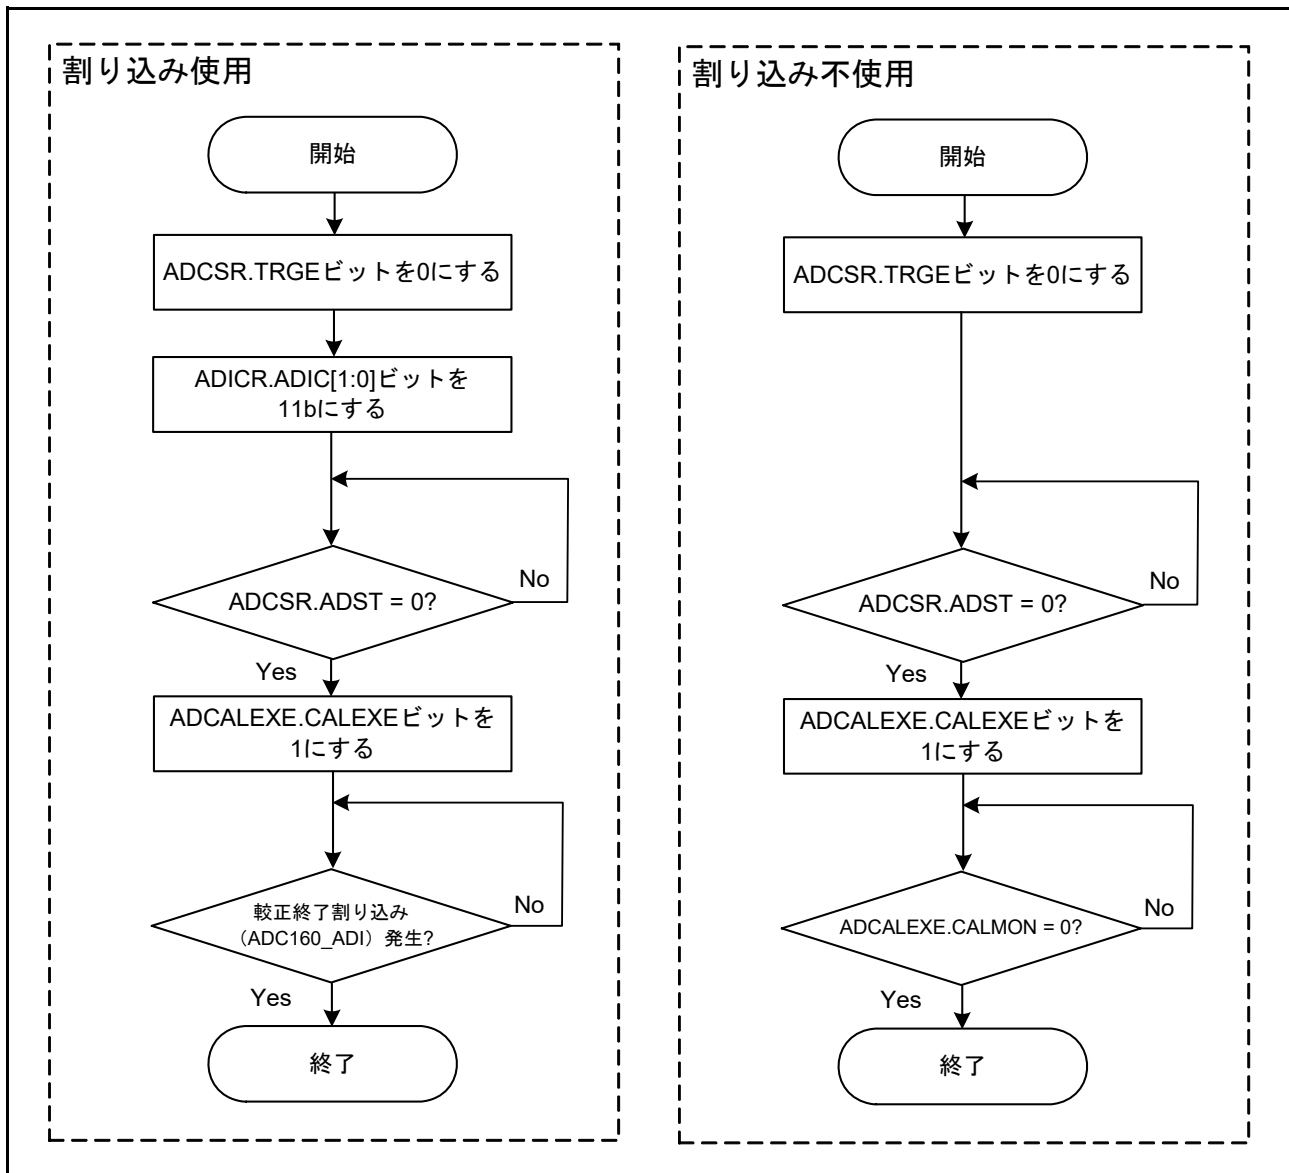 割り込み使用
開始
ADCSR.TRGEビットを0にする
ADICR.ADIC[1:0]ビットを
11bにする
ADCSR.ADST = 0?
No
Yes
ADCALEXE.CALEXEビットを
1にする
較正終了割り込み
（ADC160_ADI）発生?
No
Yes
終了
割り込み不使用
開始
ADCSR.TRGEビットを0にする
ADCSR.ADST = 0?
No
Yes
ADCALEXE.CALEXEビットを
1にする
ADCALEXE.CALMON = 0?
No
Yes
終了